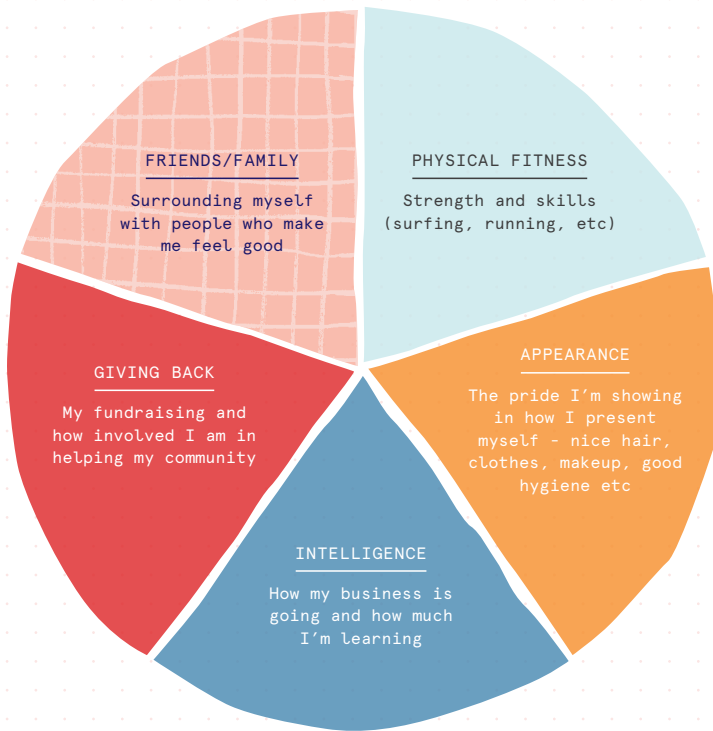 FRIENDS/FAMILY
Surrounding myself
with people who make
me feel good
PHYSICAL FITNESS
Strength and skills
(surfing, running, etc)
APPEARANCE
The pride I'm showing
in how I present
myself - nice hair,
clothes, makeup, good
hygiene etc
INTELLIGENCE
How my business is
going and how much
I'm learning
GIVING BACK
My fundraising and
how involved I am in
helping my community